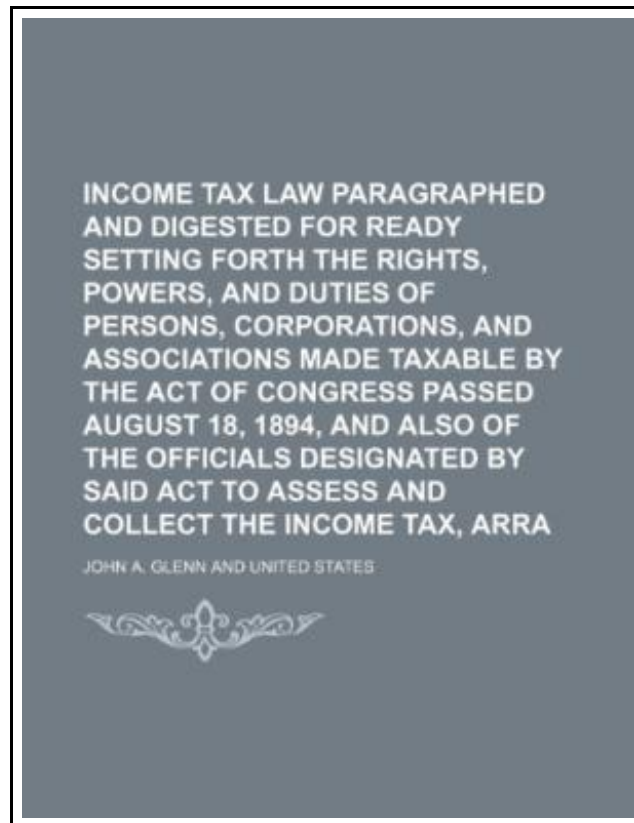 INCOME TAX LAW PARAGRAPHED
AND DIGESTED FOR READY
SETTING FORTH THE RIGHTS,
POWERS, AND DUTIES OF
PERSONS, CORPORATIONS, AND
ASSOCIATIONS MADE TAXABLE BY
THE ACT OF CONGRESS PASSED
AUGUST 18, 1894, AND ALSO OF
THE OFFICIALS DESIGNATED BY
SAID ACT TO ASSESS AND
COLLECT THE INCOME TAX, ARRA
JOHN A. GLENN AND UNITED STATES